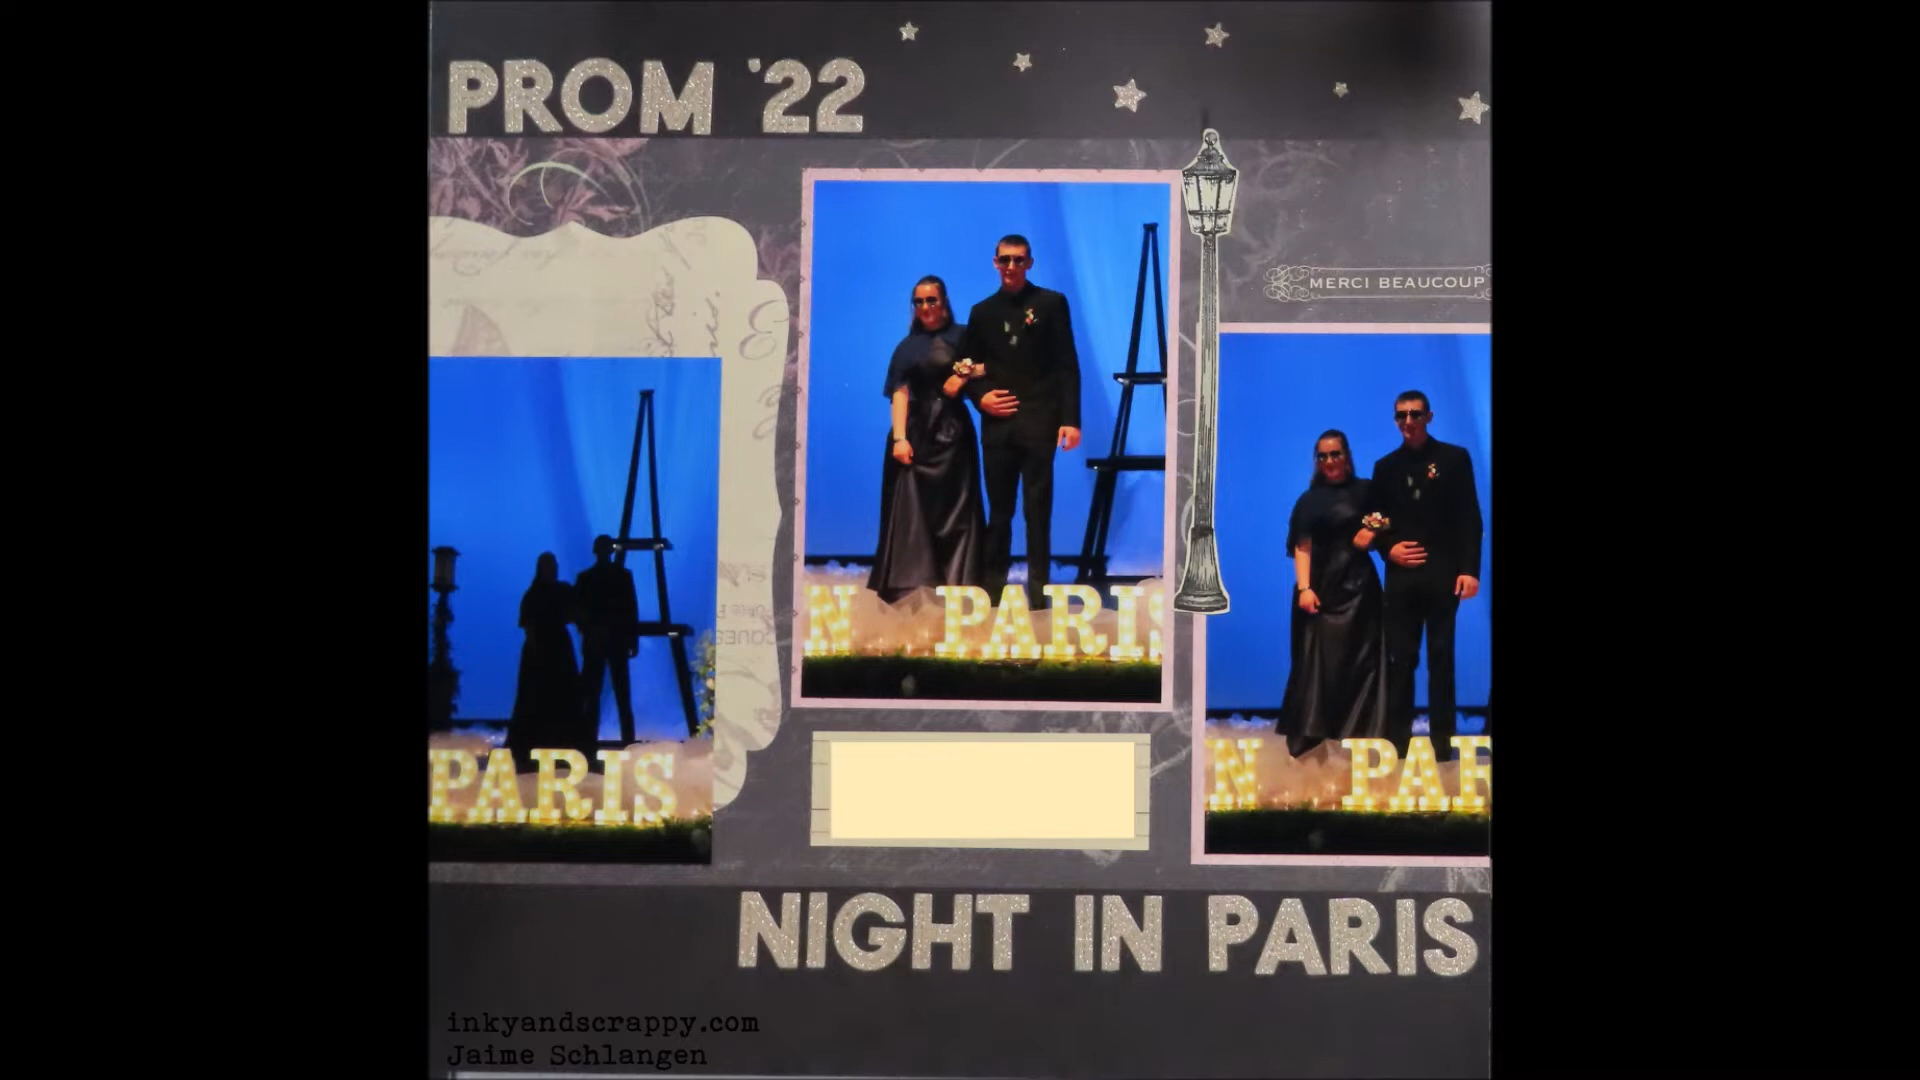 PROM '22
MERCI BEAUCOUP
N PARIS
PARIS
N PAR
NIGHT IN PARIS
inkyandscrappy.com
Jaime Schlangen